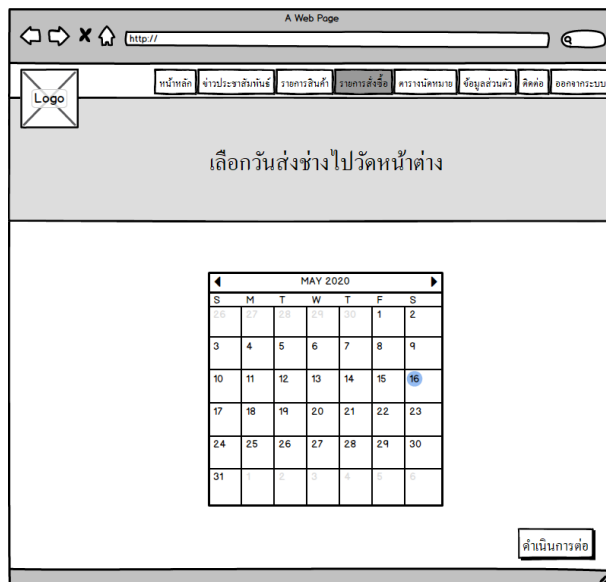 A Web Page
http://
Logo
หน้าหลัก ข่าวประชาสัมพันธ์ รายการสินค้า รายการสั่งซื้อ ตารางนัดหมาย ข้อมูลส่วนตัว ติดต่อ ออกจากระบบ
เลือกวันส่งช่างไปวัดหน้าต่าง
MAY 2020
S M T W T F S
26 27 28 29 30 1 2
3 4 5 6 7 8 9
10 11 12 13 14 15 16
17 18 19 20 21 22 23
24 25 26 27 28 29 30
31 1 2 3 4 5 6
ดำเนินการต่อ